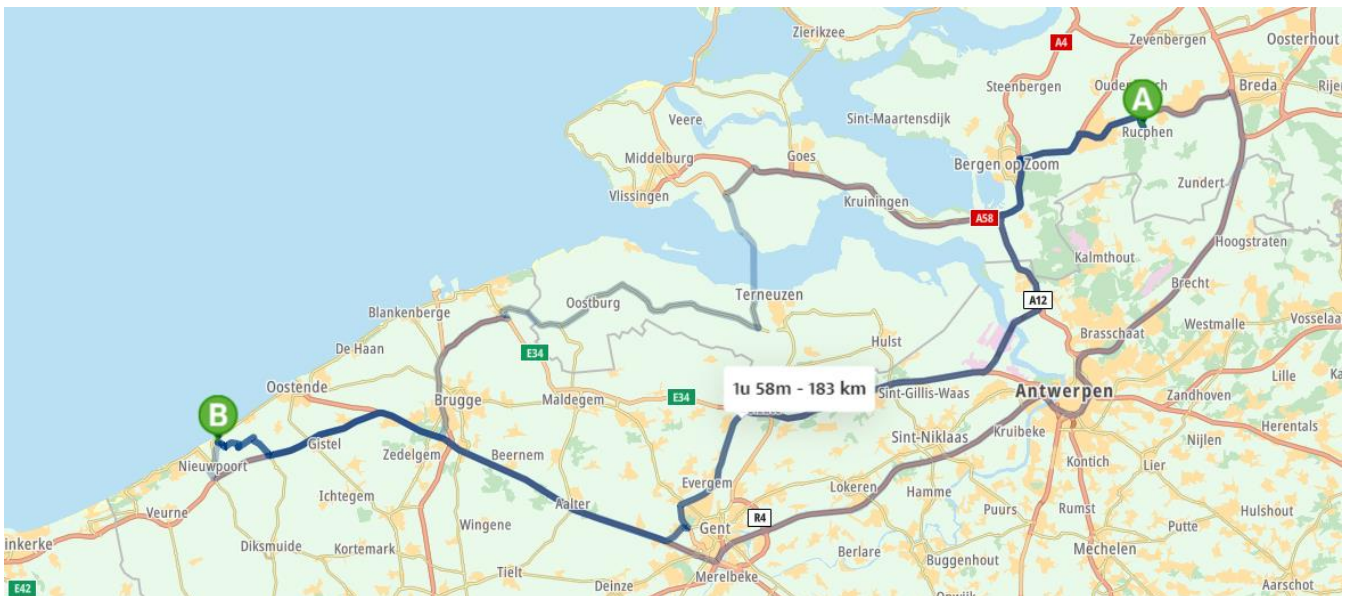 Zierikzee
A4
Zevenbergen
Oosterhout
Steenbergen
A
Breda
Veere
Sint-Maartensdijk
Rucphen
Middelburg
Goes
Bergen op Zoom
Vlissingen
Kruiningen
Zundert
A58
Hoogstraten
Kalmthout
Oostburg
Terneuzen
Brecht
Blankenberge
A12
Brasschaat
Westmalle
De Haan
Hulst
E34
Oostende
1u 58m - 183 km
Sint-Gillis-Waas
Antwerpen
Lille
B
Brugge
Maldegem
E34
Zandhoven
Gistel
Zedelgem
Sint-Niklaas
Kruibeke
Nijlen
Herentals
Nieuwpoort
Beernem
Kontich
Lier
Ichtegem
Evergem
Lokeren
Hamme
Veurne
Aalter
Wingene
Gent
R4
Puurs
Rumst
Putte
Hulshout
inkerke
Diksmuide
Kortemark
Tielt
Berlare
Buggenhout
Mechelen
Deinze
Merelbeke
Aarschot
E42